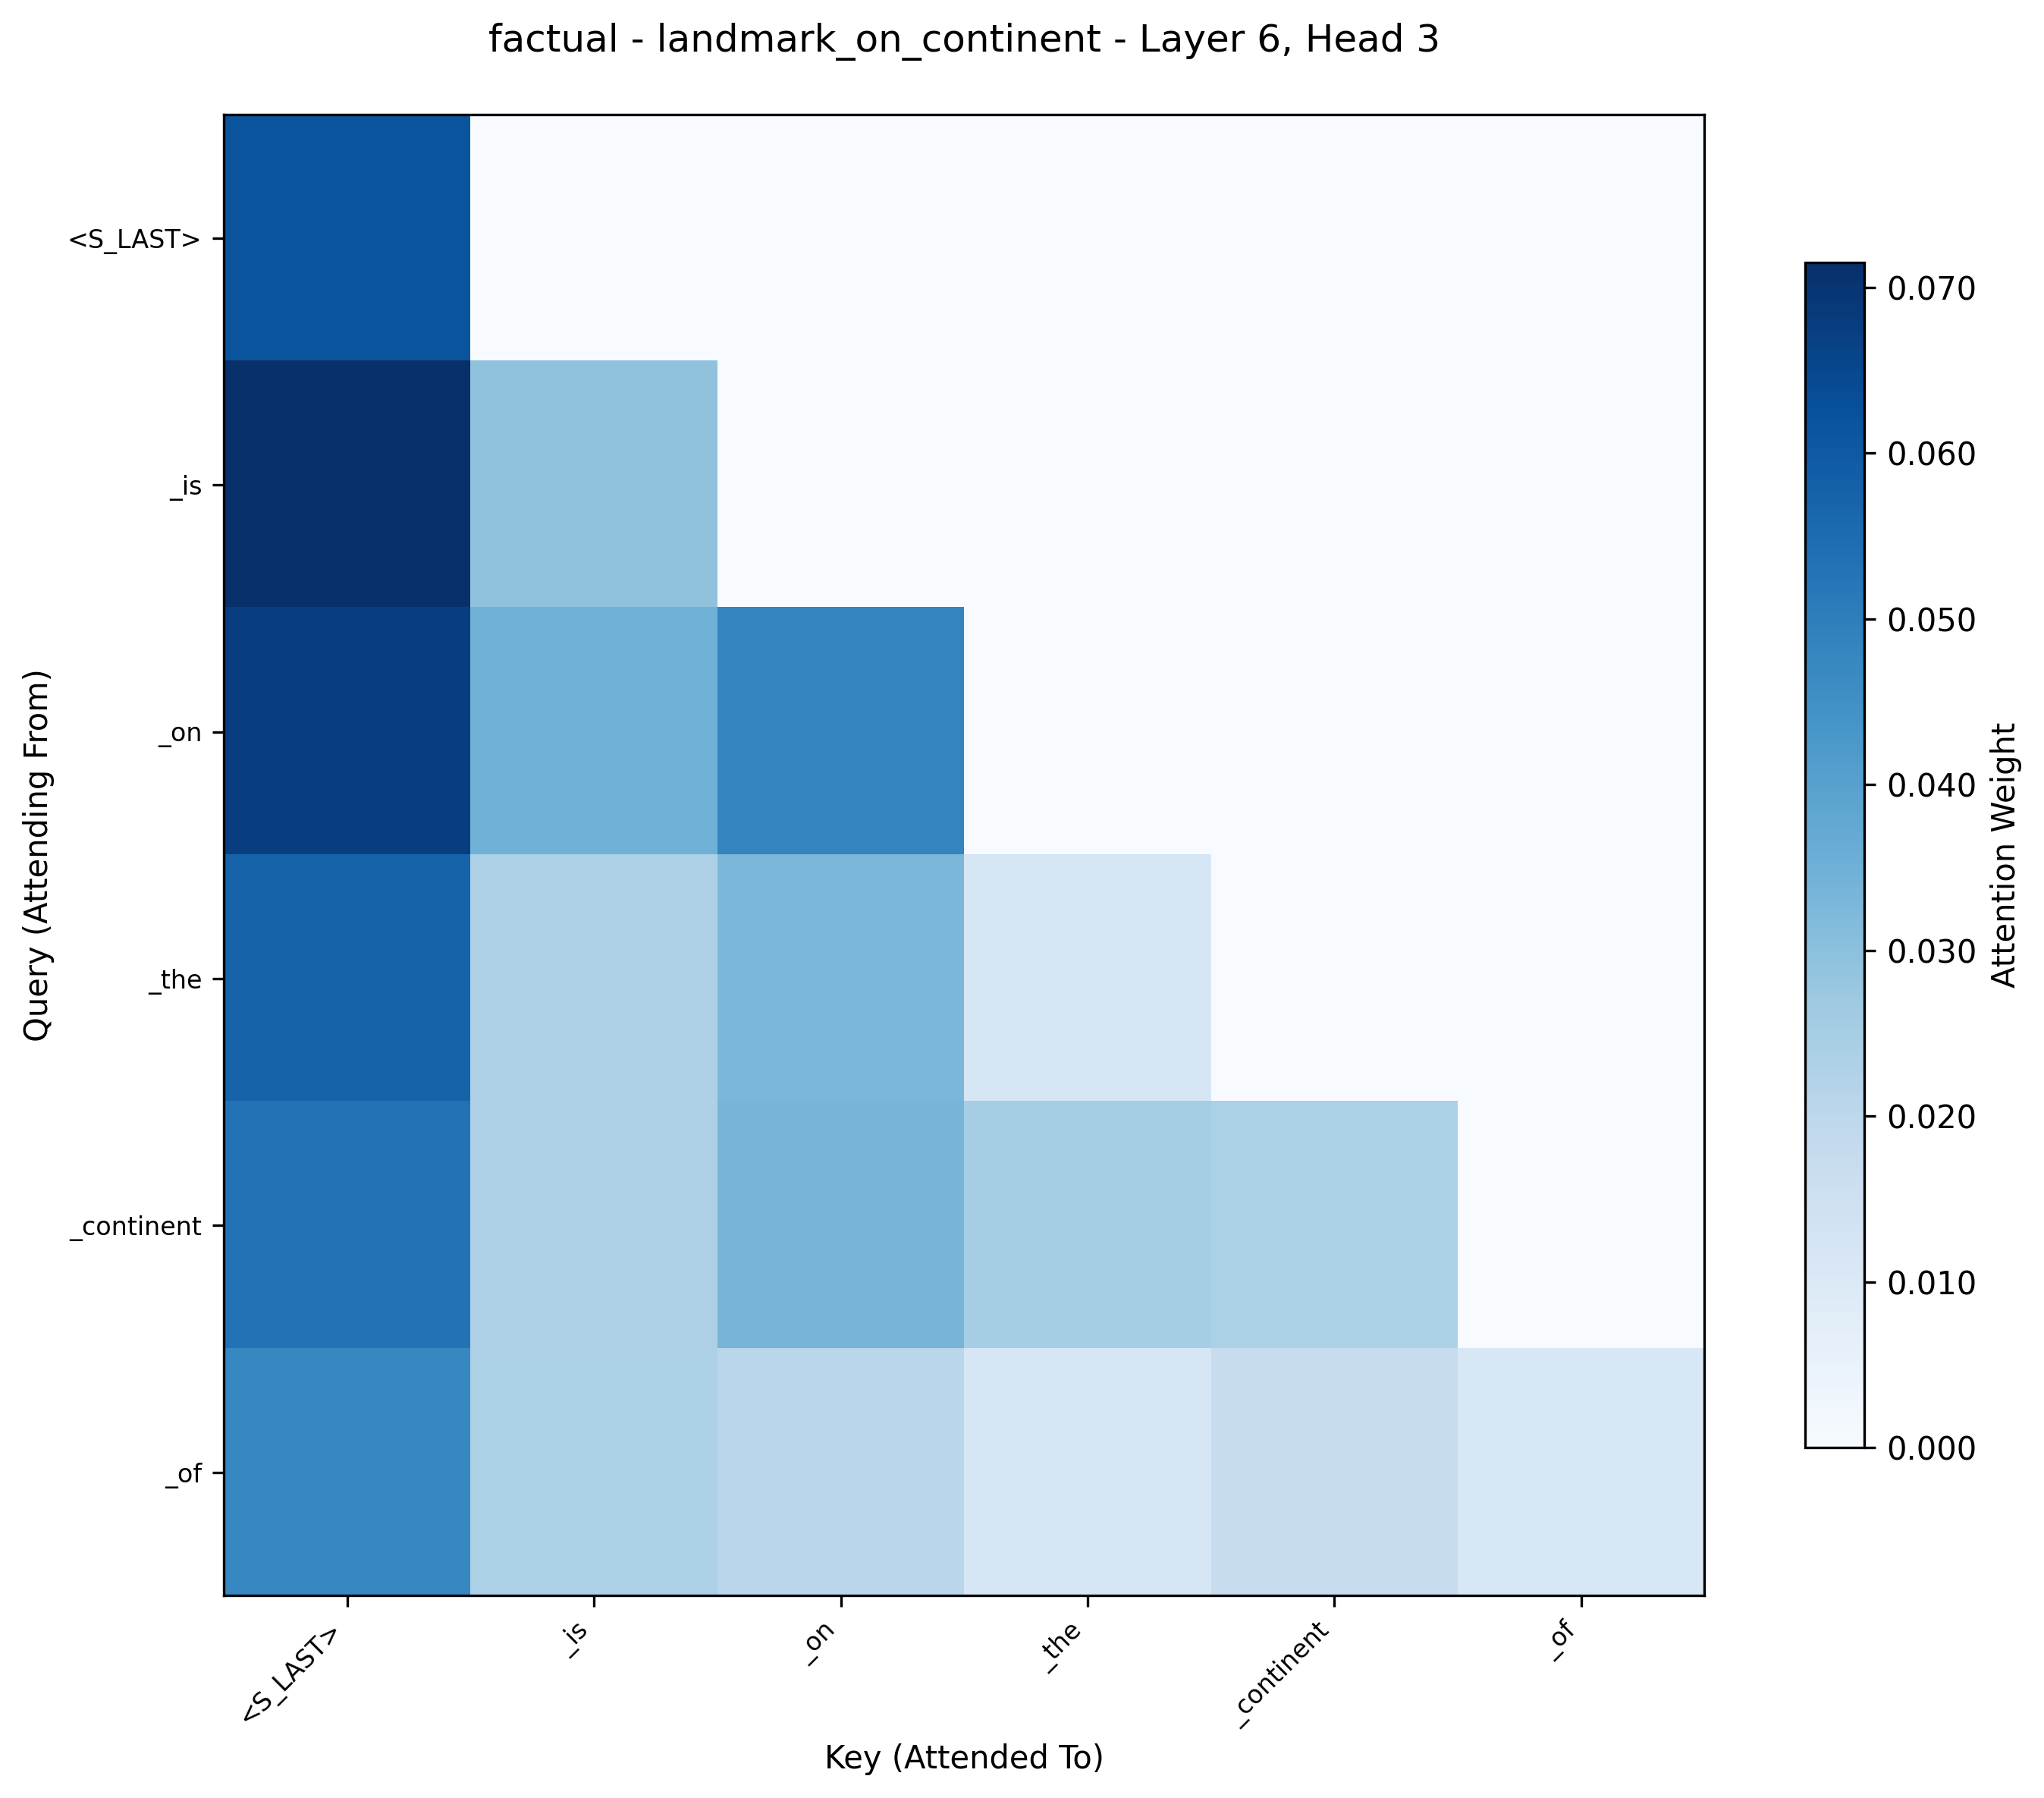 factual - landmark_on_continent - Layer 6, Head 3
Query (Attending From)
<S_LAST>
_is
_on
_the
_continent
_of
<S_LAST>
_is
_on
_the
_continent
_of
Key (Attended To)
0.070
0.060
0.050
0.040
0.030
0.020
0.010
0.000
Attention Weight